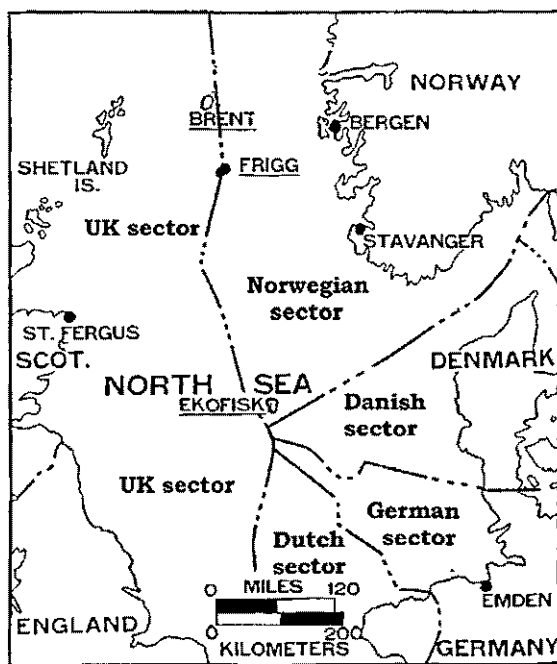 NORWAY
BRENT
BERGEN
FRIGG
SHETLAND
IS.
UK sector
STAVANGER
Norwegian
sector
ST. FERGUS
SCOT.
DENMARK
NORTH SEA
EKOFISK
Danish
sector
UK sector
German
sector
Dutch
sector
0 MILES 120
EMDEN
ENGLAND
0 200
KILOMETERS
GERMANY